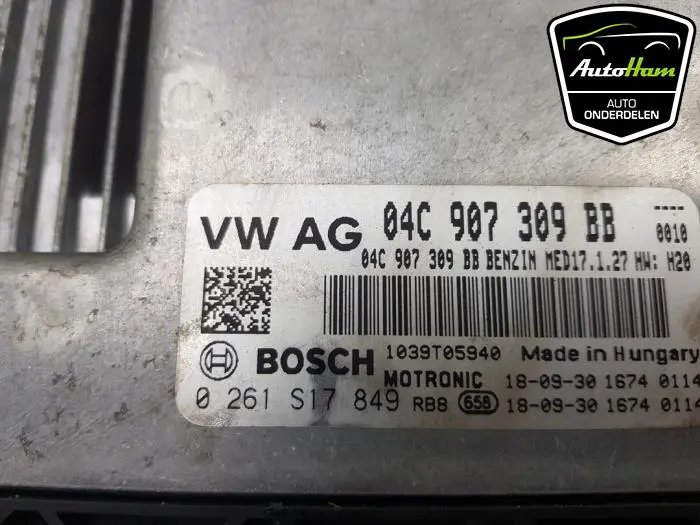 AutoHam
AUTO
ONDERDELEN
VW AG 04C 907 309 BB ----
0010
04C 907 309 BB BENZIN MED17.1.27 HW: H20
BOSCH 1039T05940 Made in Hungary
MOTRONIC 18-09-30 1674 0114
0 261 S17 849 RB8 658 18-09-30 1674 0114